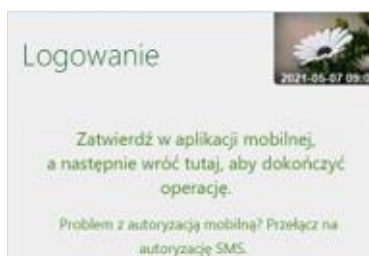 Logowanie
2021-05-07 09:0
Zatwierdź w aplikacji mobilnej,
a następnie wróć tutaj, aby dokończyć
operację.
Problem z autoryzacją mobilną? Przełącz na
autoryzację SMS.